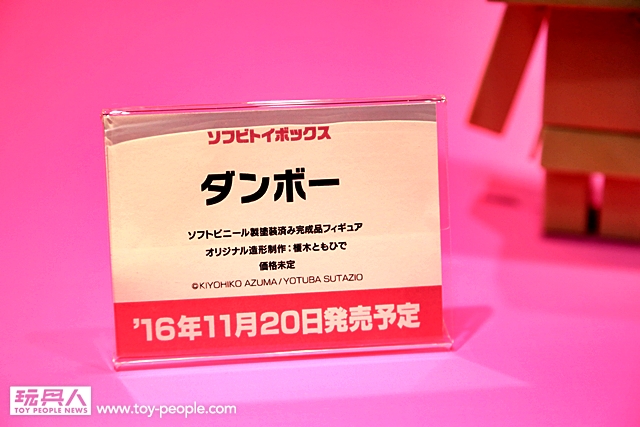 ソフビトイボックス
ダンボー
ソフトビニール製塗装済み完成品フィギュア
オリジナル造形制作：榎木ともひで
価格未定
©KIYOHIKO AZUMA / YOTUBA SUTAZIO
'16年11月20日発売予定
玩具人
TOY PEOPLE NEWS
www.toy-people.com